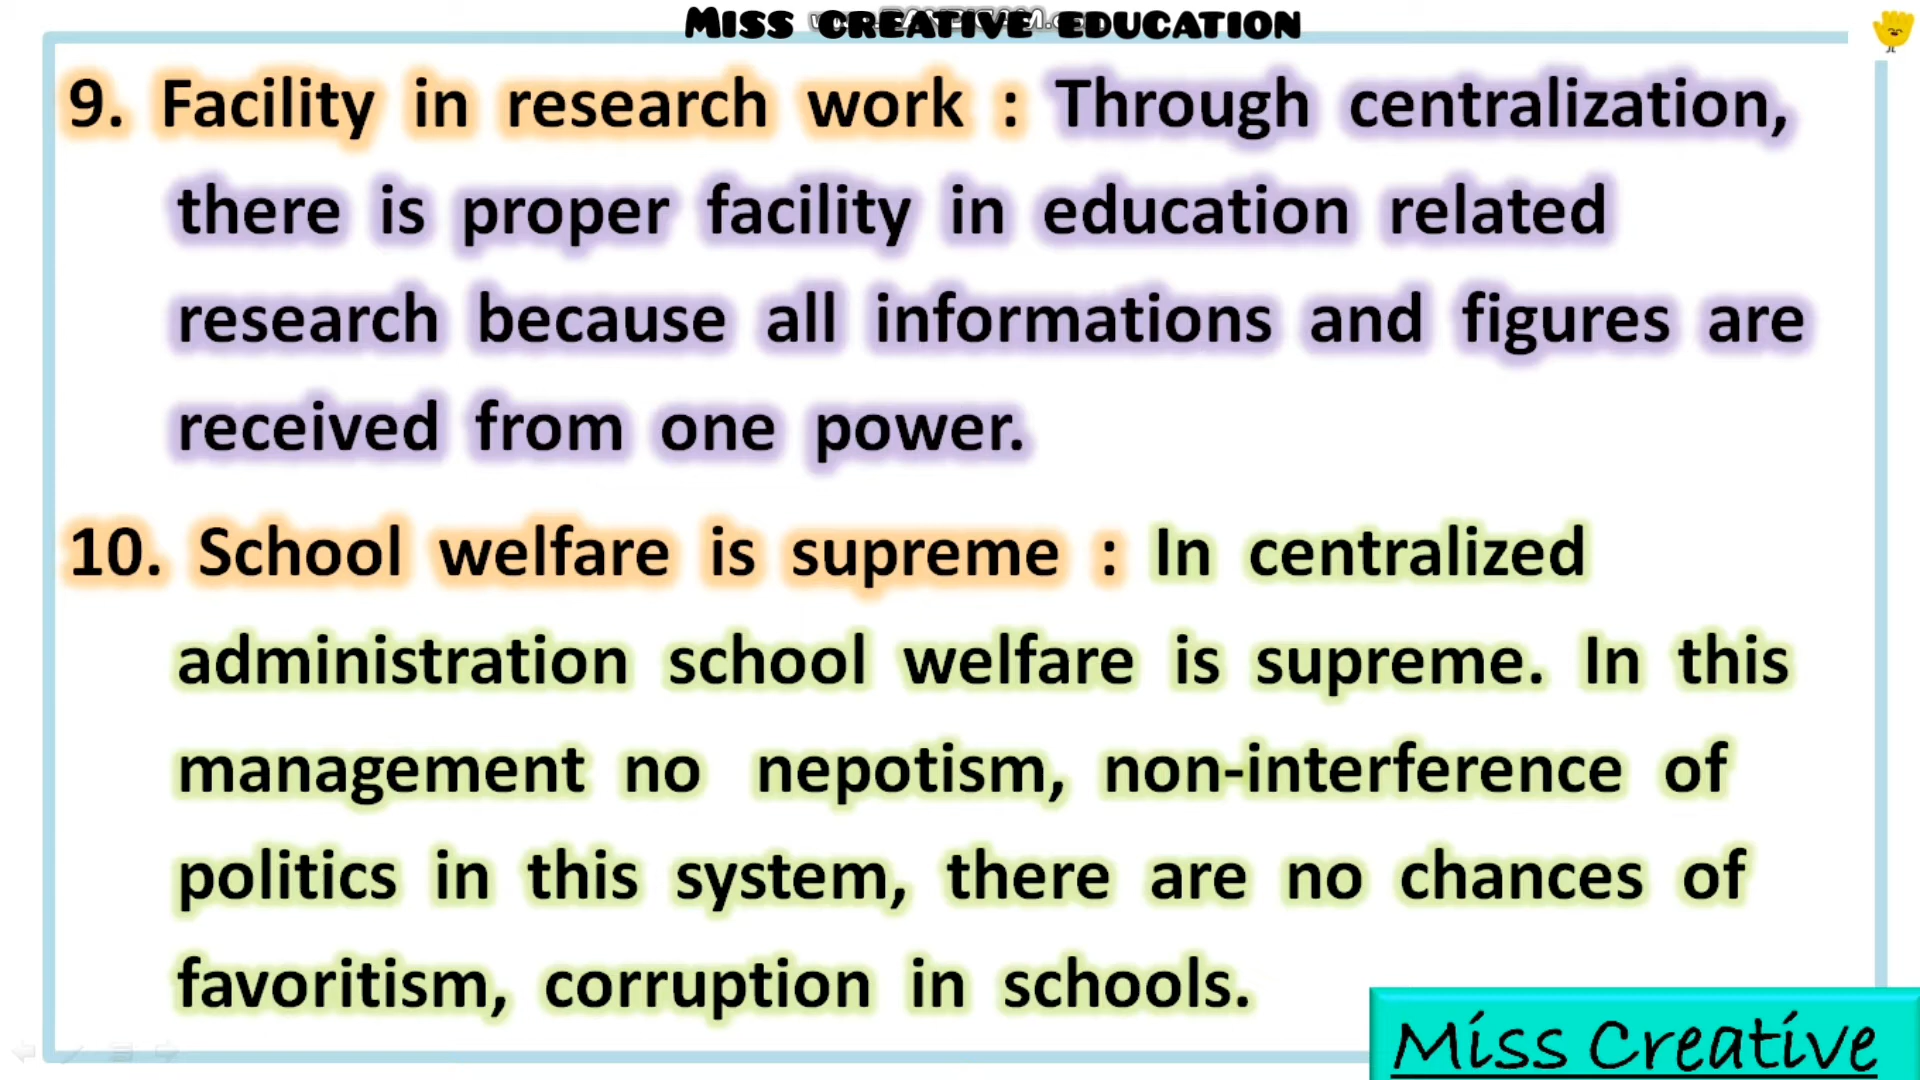 Miss creative education
9. Facility in research work : Through centralization,
there is proper facility in education related
research because all informations and figures are
received from one power.
10. School welfare is supreme : In centralized
administration school welfare is supreme. In this
management no nepotism, non-interference of
politics in this system, there are no chances of
favoritism, corruption in schools.
Miss Creative